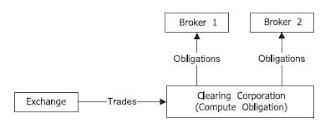 Broker 1
Broker 2
Obligations
Obligations
Exchange
Trades
Clearing Corporation
(Compute Obligation)